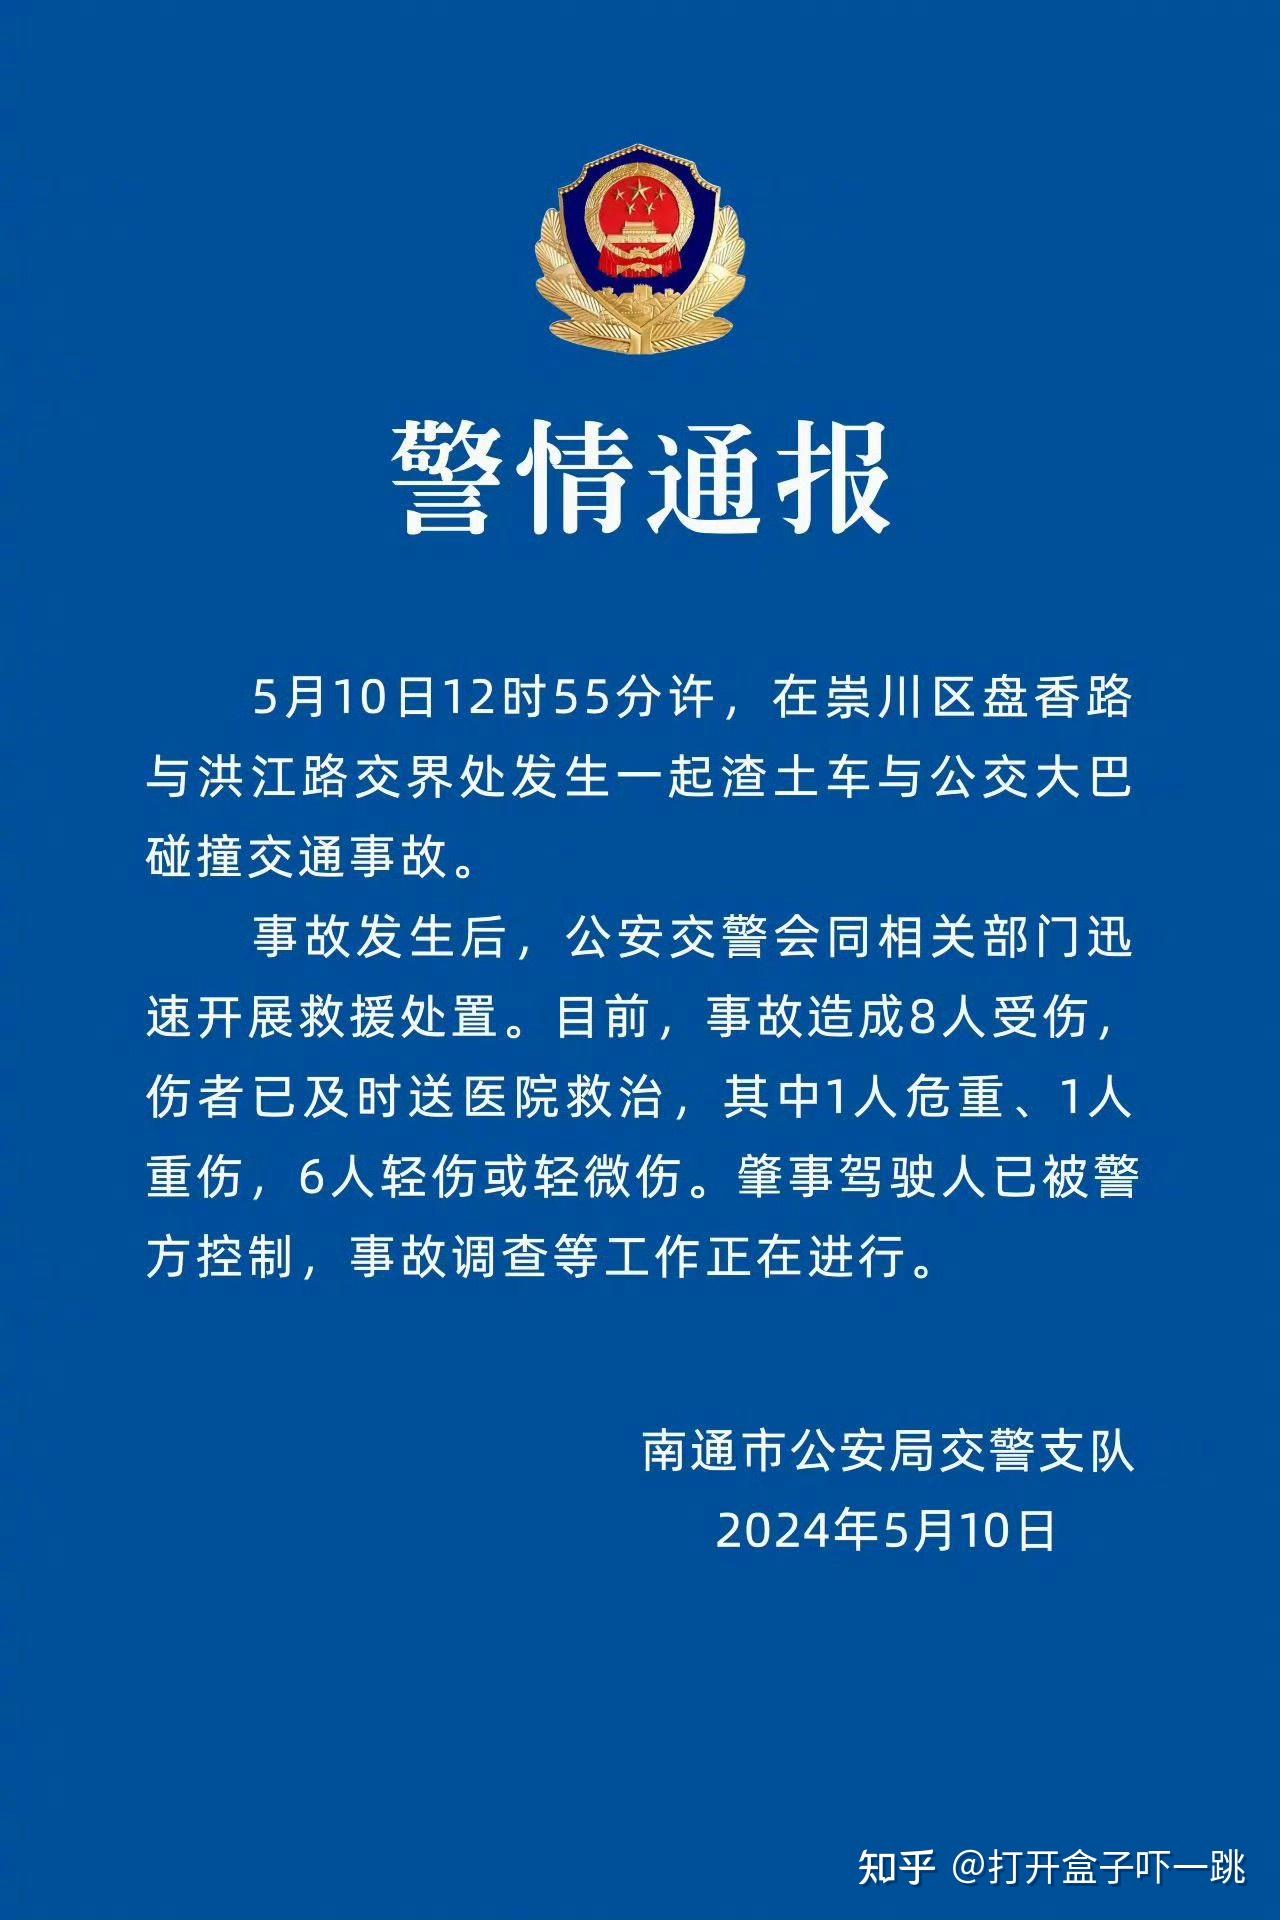 警情通报
5月10日12时55分许，在崇川区盘香路
与洪江路交界处发生一起渣土车与公交大巴
碰撞交通事故。
事故发生后，公安交警会同相关部门迅
速开展救援处置。目前，事故造成8人受伤，
伤者已及时送医院救治，其中1人危重、1人
重伤，6人轻伤或轻微伤。肇事驾驶人已被警
方控制，事故调查等工作正在进行。
南通市公安局交警支队
2024年5月10日
知乎 @打开盒子吓一跳